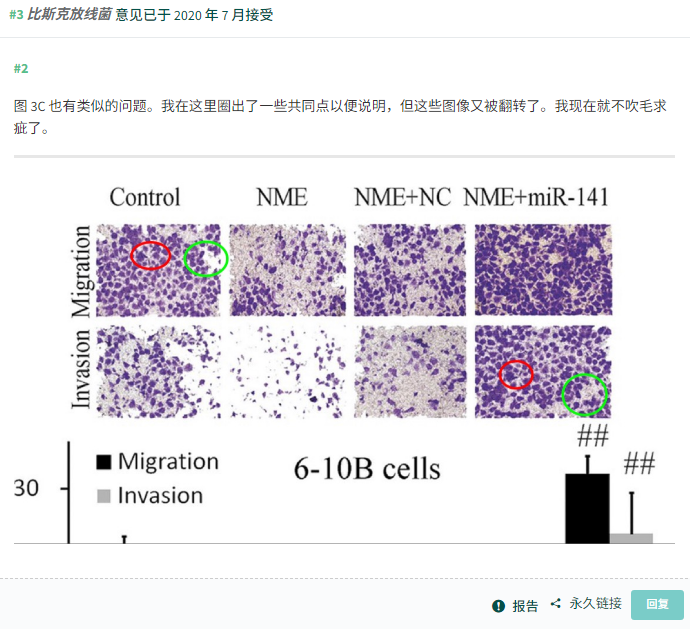 #3 比斯克放线菌 意见已于 2020 年 7 月接受
#2
图 3C 也有类似的问题。我在这里圈出了一些共同点以便说明，但这些图像又被翻转了。我现在就不吹毛求
疵了。
Control NME NME+NC NME+miR-141
Migration
Invasion
##
##
Migration
6-10B cells
30
Invasion
报告 永久链接 回复